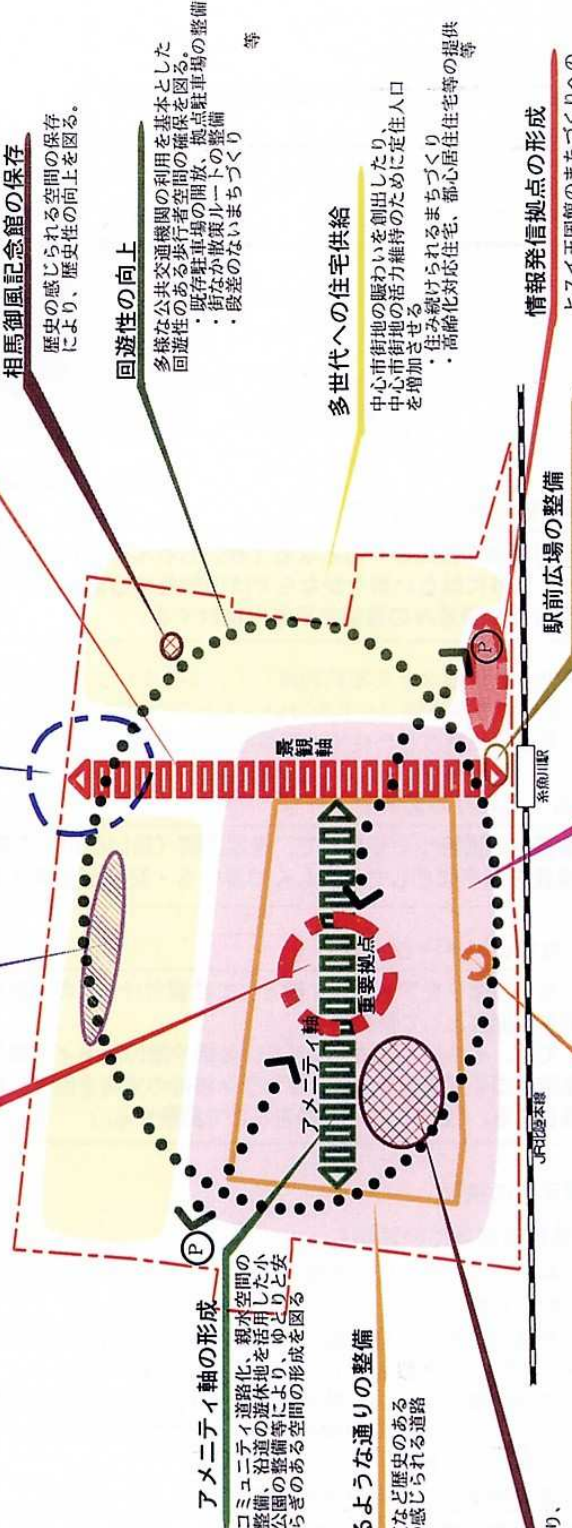 相馬御風記念館の保存
歴史の感じられる空間の保存
により、歴史性の向上を図る。
回遊性の向上
多様な公共交通機関の利用を基本とした
回遊性のある歩行者空間の確保を図る。
・既存駐車場の開放、拠点駐車場の整備
・街なか散策ルートの整備
・段差のないまちづくり
等
多世代への住宅供給
中心市街地の賑わいを創出したり、
中心市街地の活力維持のために定住人口
を増加させる
・住み続けられるまちづくり
・高齢化対応住宅、都心居住住宅等の提供
等
情報発信拠点の形成
ヒスイ王国館のまちづくりへの
駅前広場の整備
景観軸
アメニティ軸
重要拠点
P
P
糸魚川駅
JR北陸本線
アメニティ軸の形成
コミュニティ道路化、親水空間の
整備、沿道の遊休地を活用した小
公園の整備等により、ゆとりと安
らぎのある空間の形成を図る
るような通りの整備
など歴史のある
感じられる道路
り、